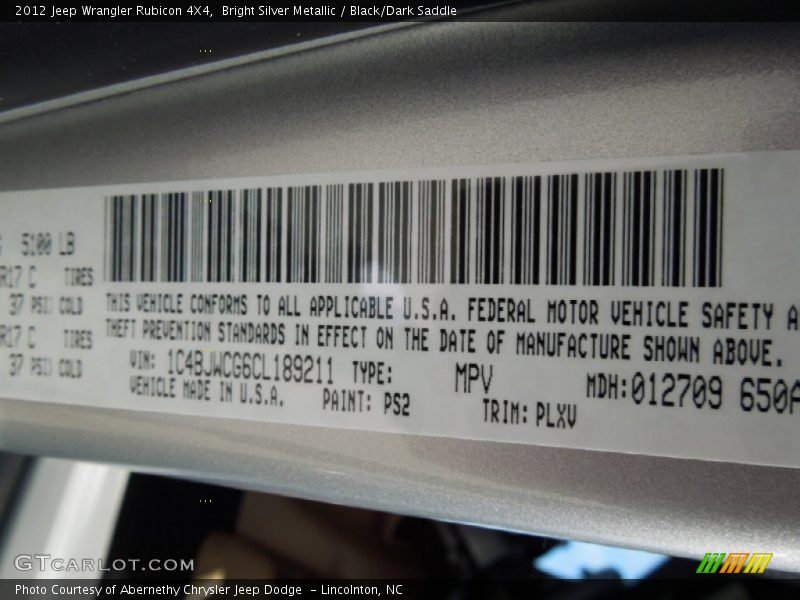 2012 Jeep Wrangler Rubicon 4X4,  Bright Silver Metallic / Black/Dark Saddle
5100 LB
R17 C TIRES
37 PSI COLD
R17 C TIRES
37 PSI COLD
THIS VEHICLE CONFORMS TO ALL APPLICABLE U.S.A. FEDERAL MOTOR VEHICLE SAFETY A
THEFT PREVENTION STANDARDS IN EFFECT ON THE DATE OF MANUFACTURE SHOWN ABOVE.
VIN: 1C4BJWCG6CL189211 TYPE: MPV MDH:012709 650A
VEHICLE MADE IN U.S.A. PAINT: PS2 TRIM: PLXV
GTCARLOT.COM
Photo Courtesy of Abernethy Chrysler Jeep Dodge  - Lincolnton, NC